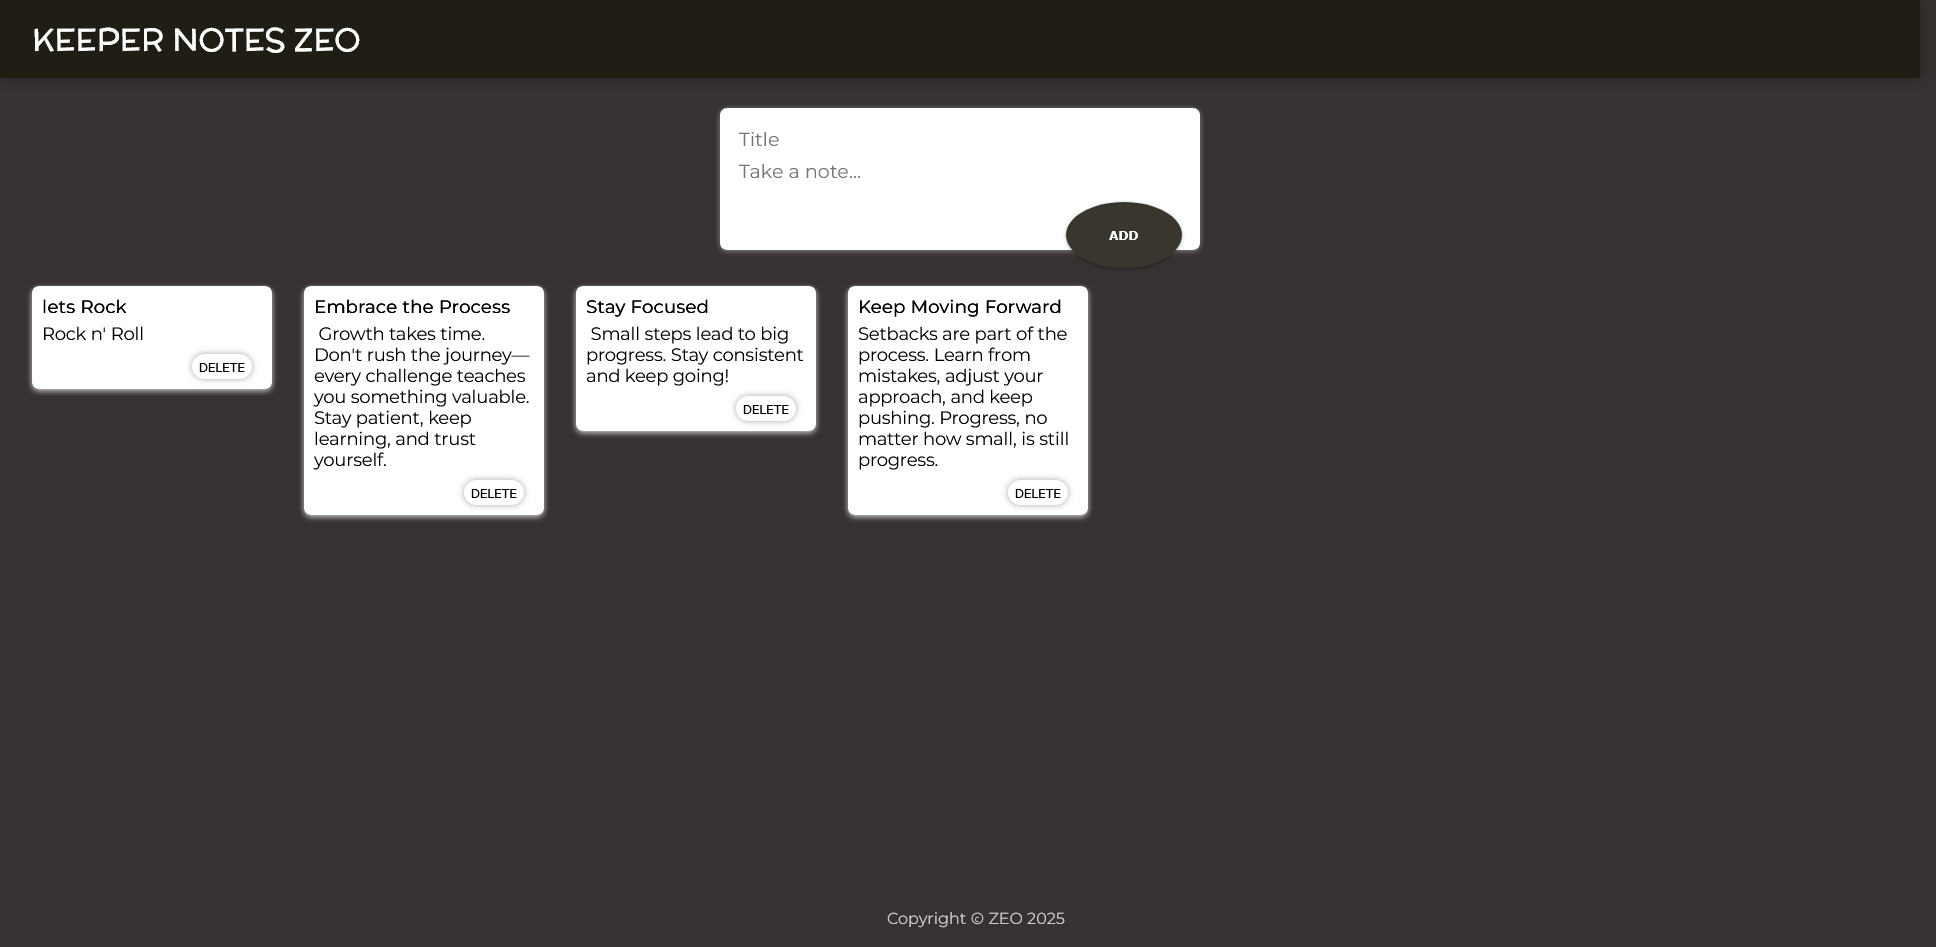 KEEPER NOTES ZEO
Title
Take a note...
ADD
lets Rock
Rock n' Roll
DELETE
Embrace the Process
Growth takes time.
Don't rush the journey—
every challenge teaches
you something valuable.
Stay patient, keep
learning, and trust
yourself.
DELETE
Stay Focused
Small steps lead to big
progress. Stay consistent
and keep going!
DELETE
Keep Moving Forward
Setbacks are part of the
process. Learn from
mistakes, adjust your
approach, and keep
pushing. Progress, no
matter how small, is still
progress.
DELETE
Copyright © ZEO 2025